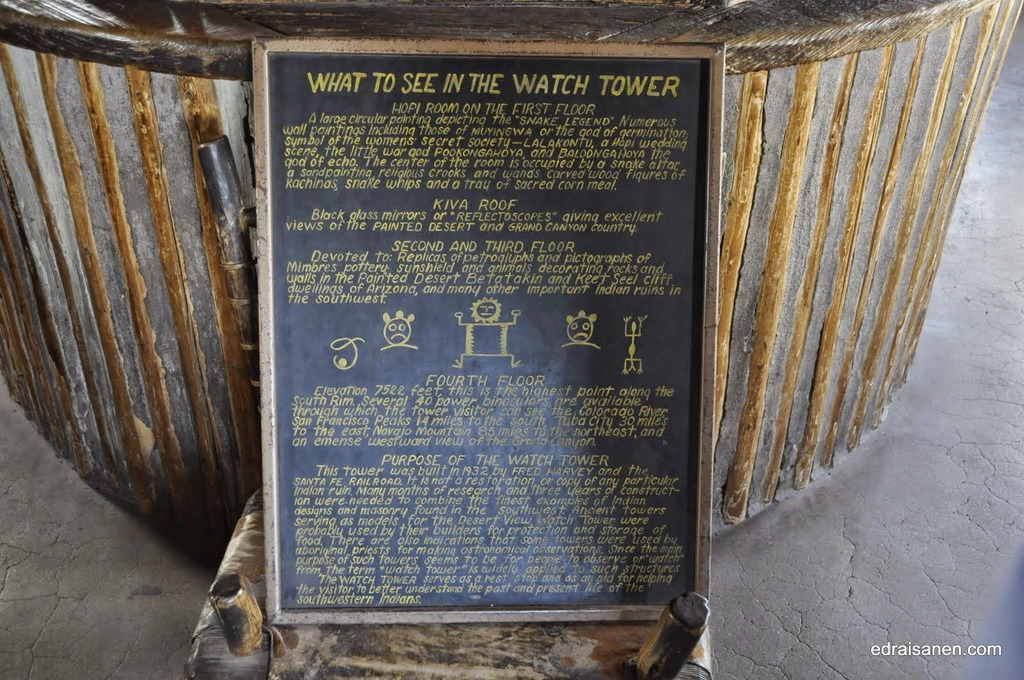 WHAT TO SEE IN THE WATCH TOWER
HOPI ROOM ON THE FIRST FLOOR
A large circular painting depicting the "SNAKE LEGEND". Numerous
wall paintings including those of MUYINGWA or the god of germination;
symbol of the womens' secret society—LALAKONTU, a Hopi wedding
scene, the little war god POOKONGAHOYA, and BALOONGAHOYA the
god of echo. The center of the room is occupied by a snake altar,
a sandpainting, religious crooks and wands carved wood figures of
kachinas, snake whips and a tray of sacred corn meal.
KIVA ROOF
Black glass mirrors or "REFLECTOSCOPES" giving excellent
views of the PAINTED DESERT and GRAND CANYON country.
SECOND AND THIRD FLOOR
Devoted to: Replicas of petroglyphs and pictographs of
Mimbres pottery, sunshield, and animals decorating rocks and
walls in the Painted Desert Betatakin and Keet Seel cliff
dwellings of Arizona, and many other important Indian ruins in
the southwest.
FOURTH FLOOR
Elevation 7522 feet, this is the highest point along the
South Rim. Several 40 power binoculars are available
through which the tower visitor can see the Colorado River
San Francisco Peaks 14 miles to the south, Tuba City 30 miles
to the east, Navajo Mountain 85 miles to the northeast, and
an emense westward view of the Grand Canyon.
PURPOSE OF THE WATCH TOWER
This tower was built in 1932 by FRED HARVEY and the
SANTA FE RAILROAD. It is not a restoration or copy of any particular
Indian ruin. Many months of research and three years of construct-
ion were needed to combine the finest examples of Indian
designs and masonry found in the Southwest. Ancient Towers
serving as models for the Desert View Watch Tower were
probably used by their builders for protection and storage of
food. There are also indications that some towers were used by
aboriginal priests for making astronomical observations. Since the main
purpose of such towers seems to be for people to observe or watch
from, the term "watch tower" is widely applied to such structures
The WATCH TOWER serves as a rest stop and as an aid for helping
the visitor to better understand the past and present life of the
southwestern Indians.
edraisanen.com